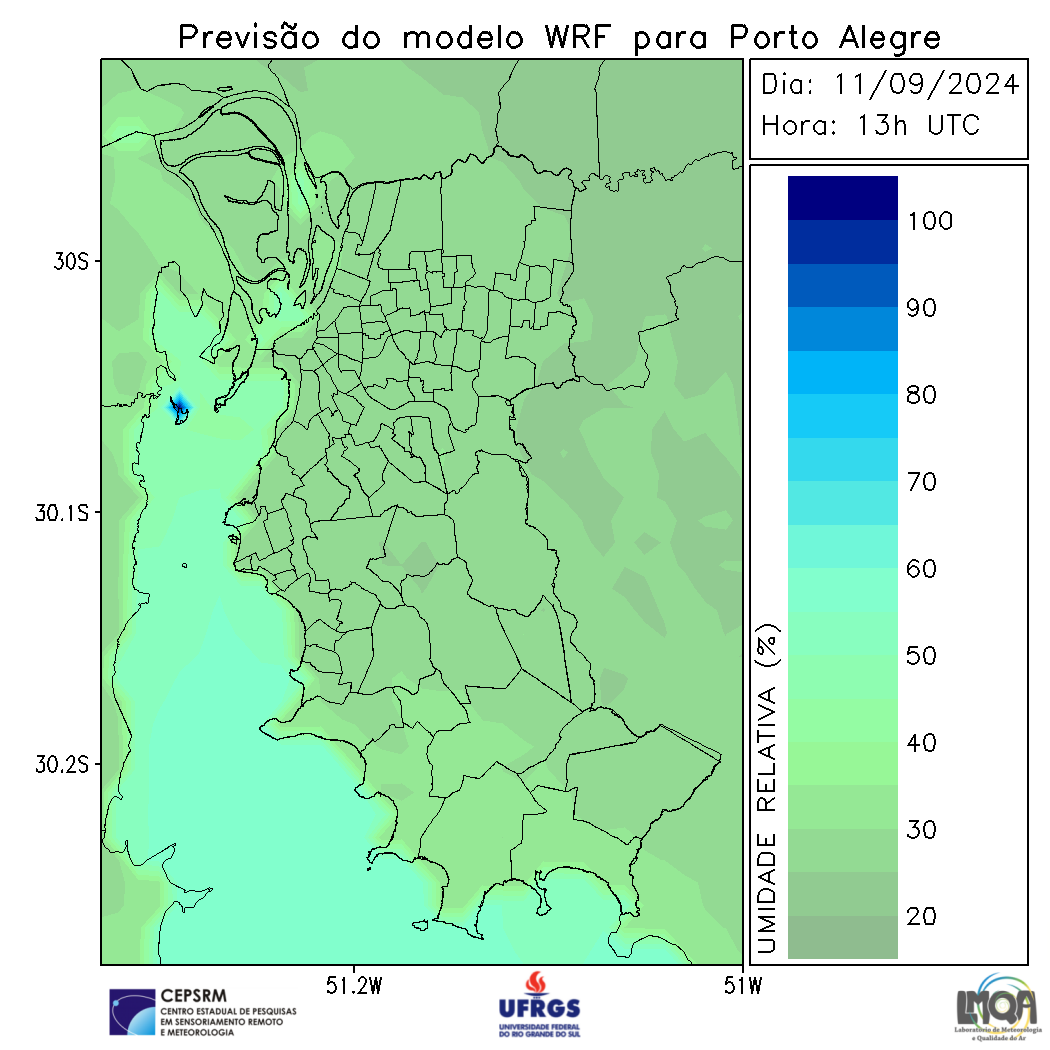 Previsão do modelo WRF para Porto Alegre
Dia: 11/09/2024
Hora: 13h UTC
30S
30.1S
30.2S
51.2W
51W
UMIDADE RELATIVA (%)
100
90
80
70
60
50
40
30
20
CEPSRM
CENTRO ESTADUAL DE PESQUISAS
EM SENSORIAMENTO REMOTO
E METEOROLOGIA
UFRGS
UNIVERSIDADE FEDERAL
DO RIO GRANDE DO SUL
LMQA
Laboratório de Meteorologia
e Qualidade do Ar